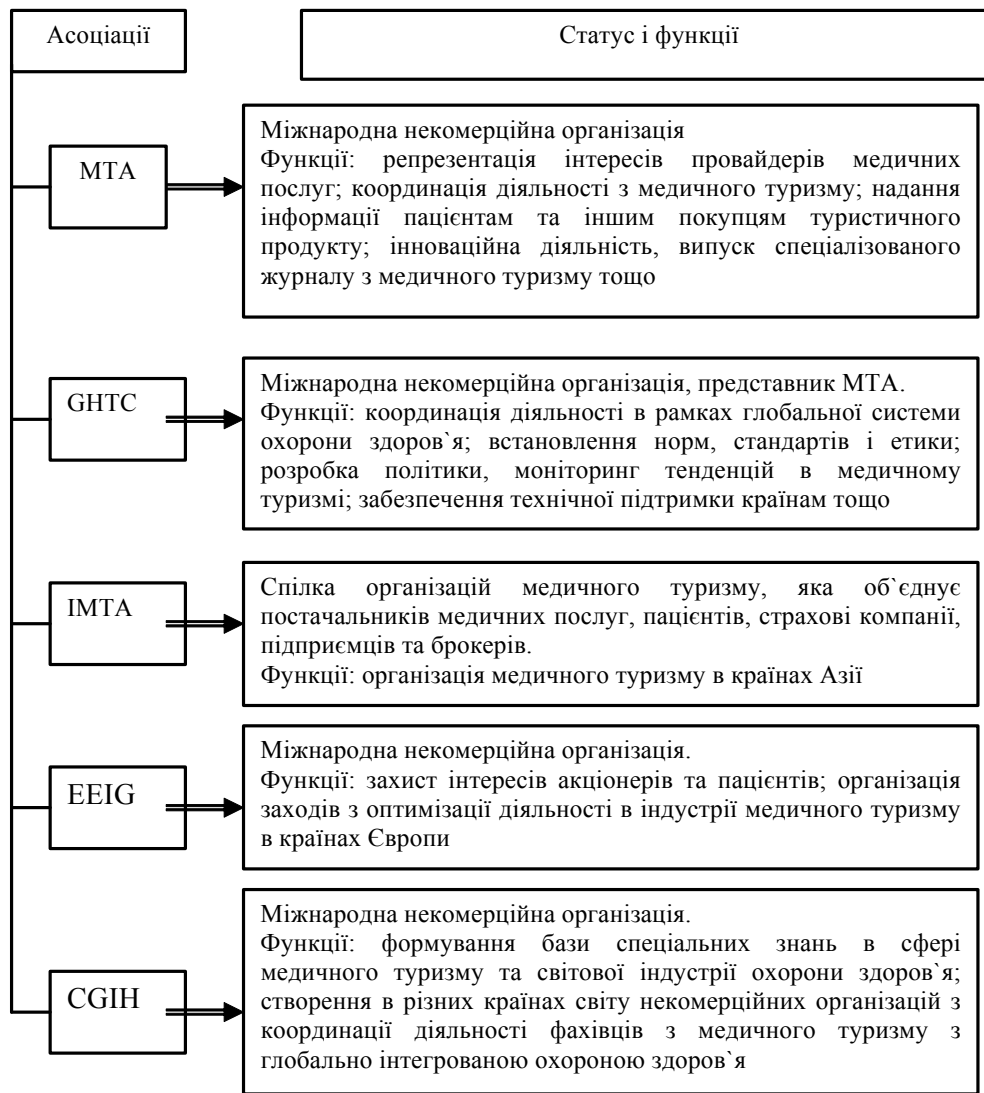 Асоціації
Статус і функції
МТА
Міжнародна некомерційна організація
Функції: репрезентація інтересів провайдерів медичних
послуг; координація діяльності з медичного туризму; надання
інформації пацієнтам та іншим покупцям туристичного
продукту; інноваційна діяльність, випуск спеціалізованого
журналу з медичного туризму тощо
GHTC
Міжнародна некомерційна організація, представник МТА.
Функції: координація діяльності в рамках глобальної системи
охорони здоров`я; встановлення норм, стандартів і етики;
розробка політики, моніторинг тенденцій в медичному
туризмі; забезпечення технічної підтримки країнам тощо
IMTA
Спілка організацій медичного туризму, яка об`єднує
постачальників медичних послуг, пацієнтів, страхові компанії,
підприємців та брокерів.
Функції: організація медичного туризму в країнах Азії
EEIG
Міжнародна некомерційна організація.
Функції: захист інтересів акціонерів та пацієнтів; організація
заходів з оптимізації діяльності в індустрії медичного туризму
в країнах Європи
CGIH
Міжнародна некомерційна організація.
Функції: формування бази спеціальних знань в сфері
медичного туризму та світової індустрії охорони здоров`я;
створення в різних країнах світу некомерційних організацій з
координації діяльності фахівців з медичного туризму з
глобально інтегрованою охороною здоров`я